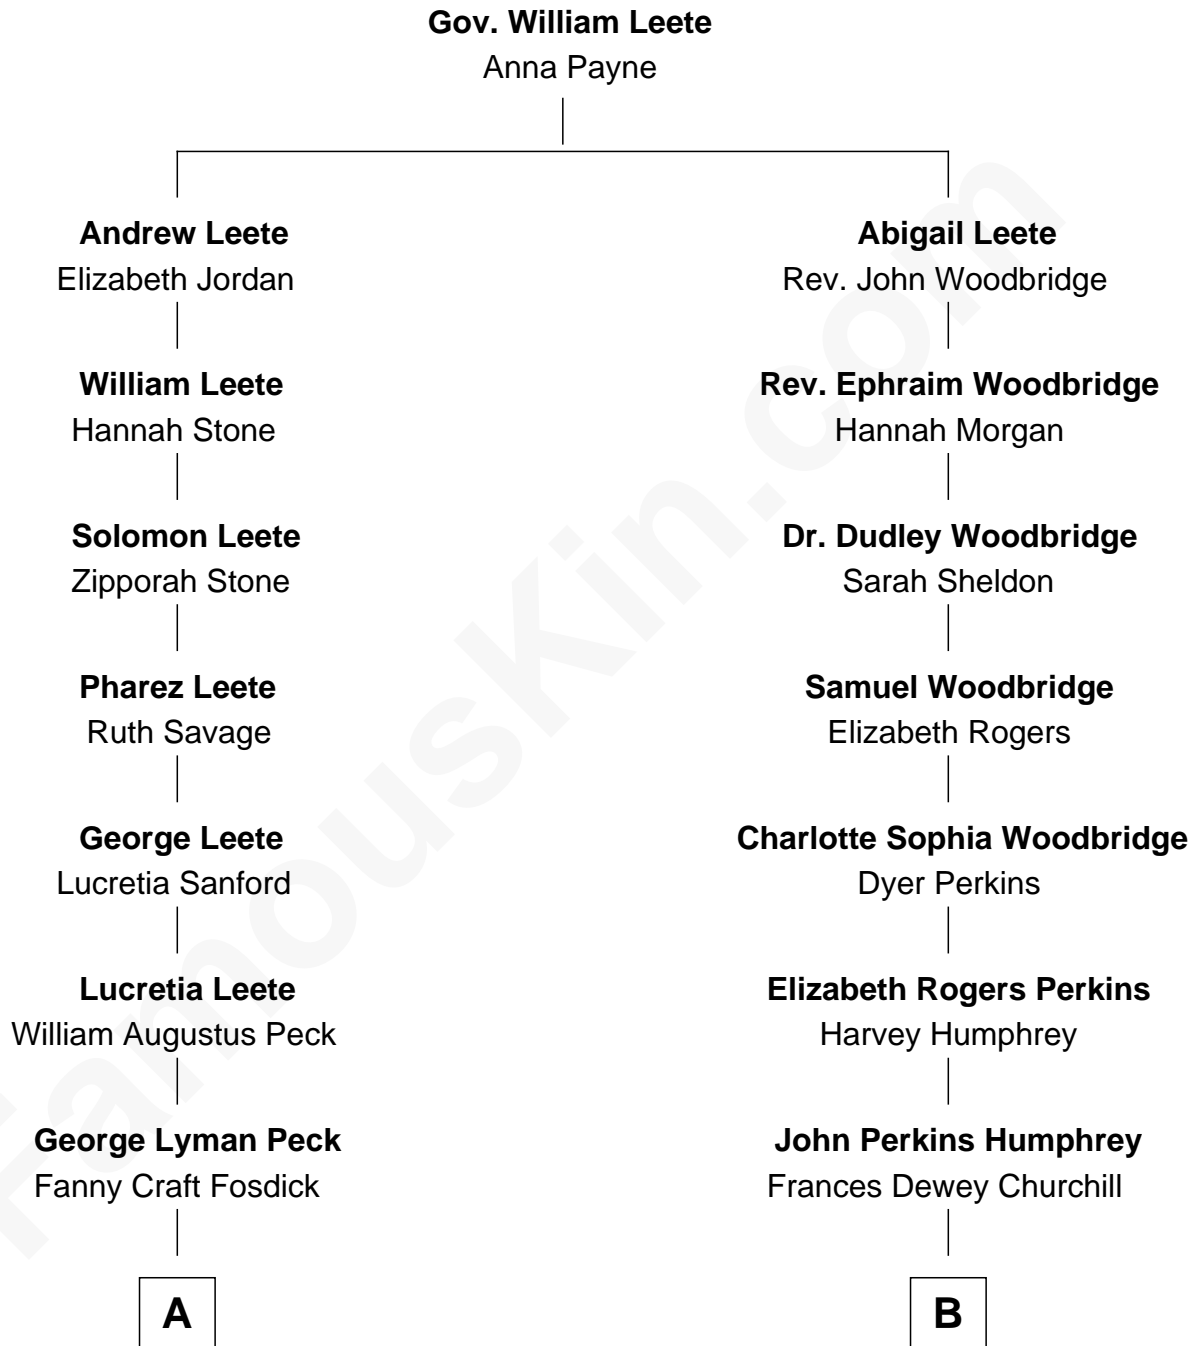 Gov. William Leete
Anna Payne
Andrew Leete
Elizabeth Jordan
William Leete
Hannah Stone
Solomon Leete
Zipporah Stone
Pharez Leete
Ruth Savage
George Leete
Lucretia Sanford
Lucretia Leete
William Augustus Peck
George Lyman Peck
Fanny Craft Fosdick
A
Abigail Leete
Rev. John Woodbridge
Rev. Ephraim Woodbridge
Hannah Morgan
Dr. Dudley Woodbridge
Sarah Sheldon
Samuel Woodbridge
Elizabeth Rogers
Charlotte Sophia Woodbridge
Dyer Perkins
Elizabeth Rogers Perkins
Harvey Humphrey
John Perkins Humphrey
Frances Dewey Churchill
B
FamousKin.com